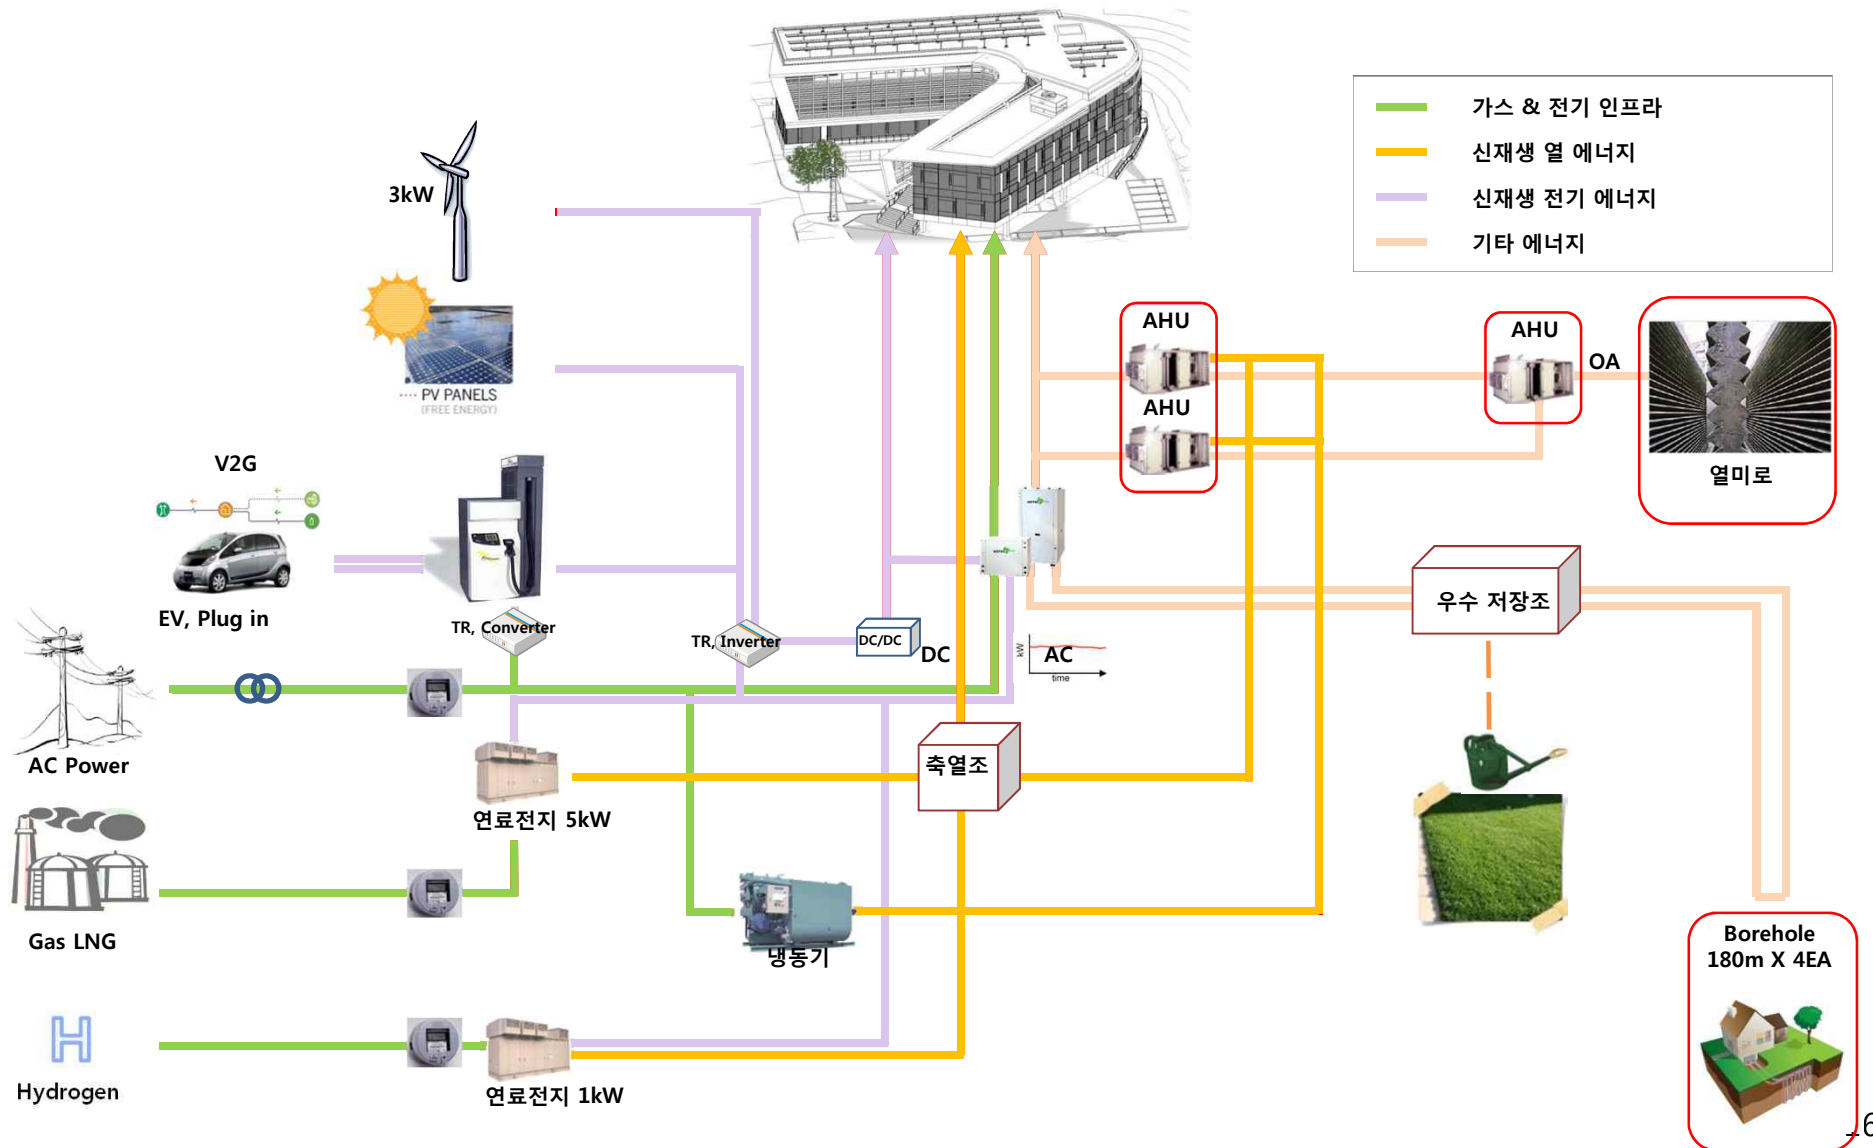 가스 & 전기 인프라
신재생 열 에너지
신재생 전기 에너지
기타 에너지
3kW
PV PANELS
(FREE ENERGY)
V2G
EV, Plug in
TR, Converter
TR, Inverter
DC/DC
DC
kW
AC
time
AHU
AHU
AHU
OA
열미로
우수 저장조
AC Power
축열조
연료전지 5kW
Gas LNG
냉동기
Borehole
180m X 4EA
Hydrogen
연료전지 1kW